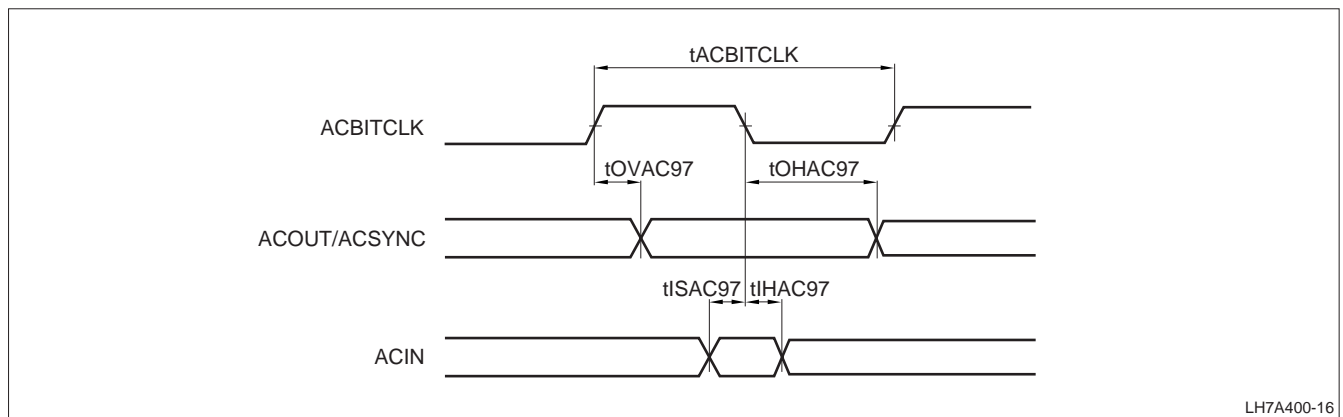 tACBITCLK
ACBITCLK
tOVAC97 tOHAC97
ACOUT/ACSYNC
tISAC97 tIHAC97
ACIN
LH7A400-16